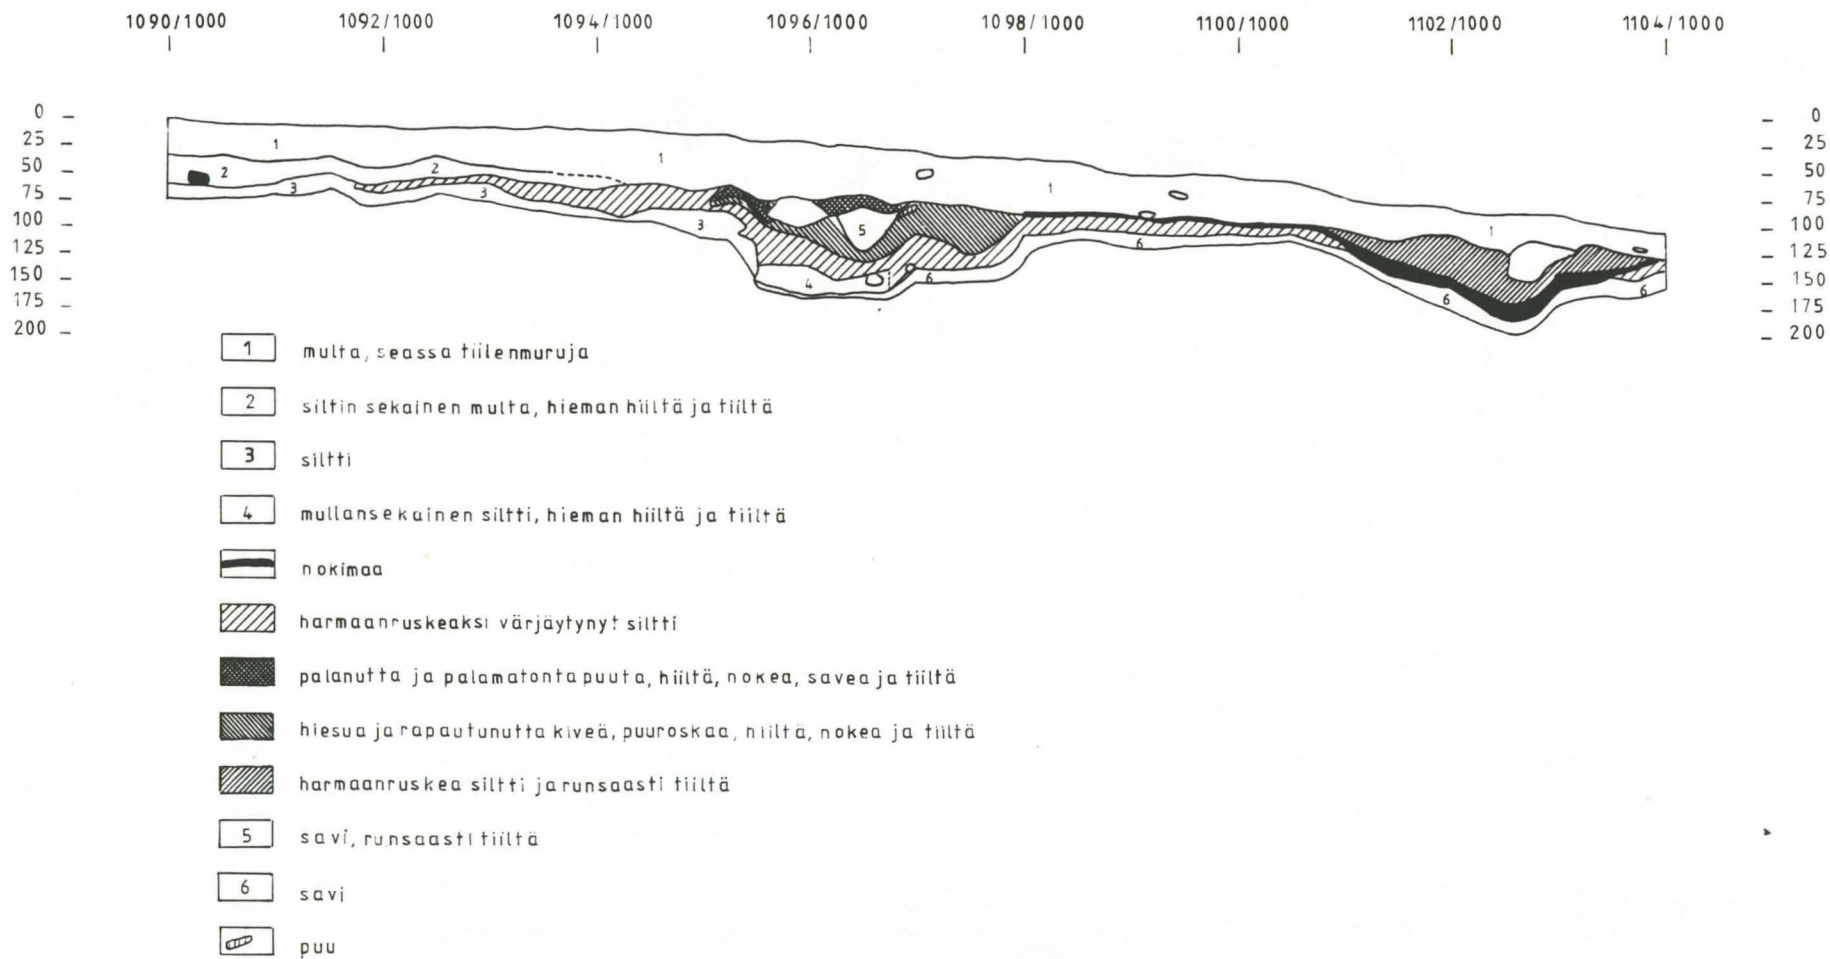 1090/1000 1092/1000 1094/1000 1096/1000 1098/1000 1100/1000 1102/1000 1104/1000
0 0
25 25
50 50
75 75
100 100
125 125
150 150
175 175
200 200
1 1 1 1
2 2
3 3 3
5
4
6 6 6 6
1 multa, seassa tiilenmuruja
2 siltin sekainen multa, hieman hiiltä ja tiiltä
3 siltti
4 mullansekainen siltti, hieman hiiltä ja tiiltä
nokimaa
harmaanruskeaksi värjäytynyt siltti
palanutta ja palamatonta puuta, hiiltä, nokea, savea ja tiiltä
hiesua ja rapautunutta kiveä, puuroskaa, hiiltä, nokea ja tiiltä
harmaanruskea siltti ja runsaasti tiiltä
5 savi, runsaasti tiiltä
6 savi
puu